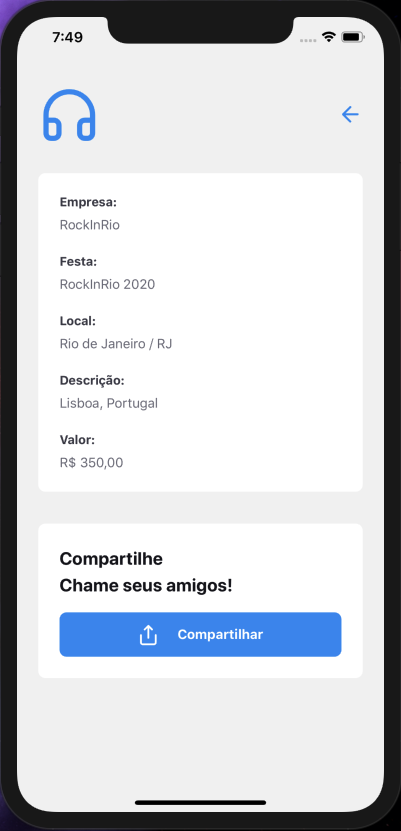 7:49
Empresa:
RockInRio
Festa:
RockInRio 2020
Local:
Rio de Janeiro / RJ
Descrição:
Lisboa, Portugal
Valor:
R$ 350,00
Compartilhe
Chame seus amigos!
Compartilhar